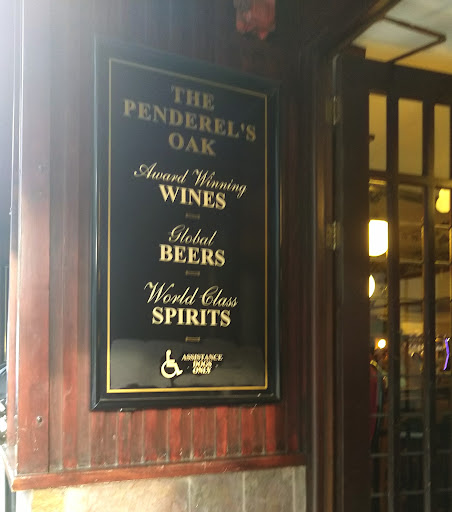 THE
PENDEREL'S
OAK
Award Winning
WINES
Global
BEERS
World Class
SPIRITS
ASSISTANCE
DOGS
ONLY